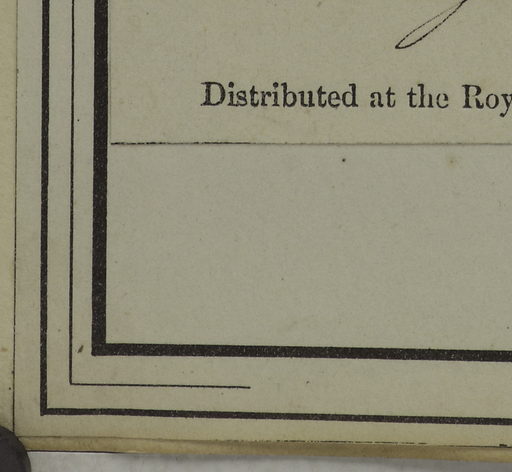 Distributed at the Roy